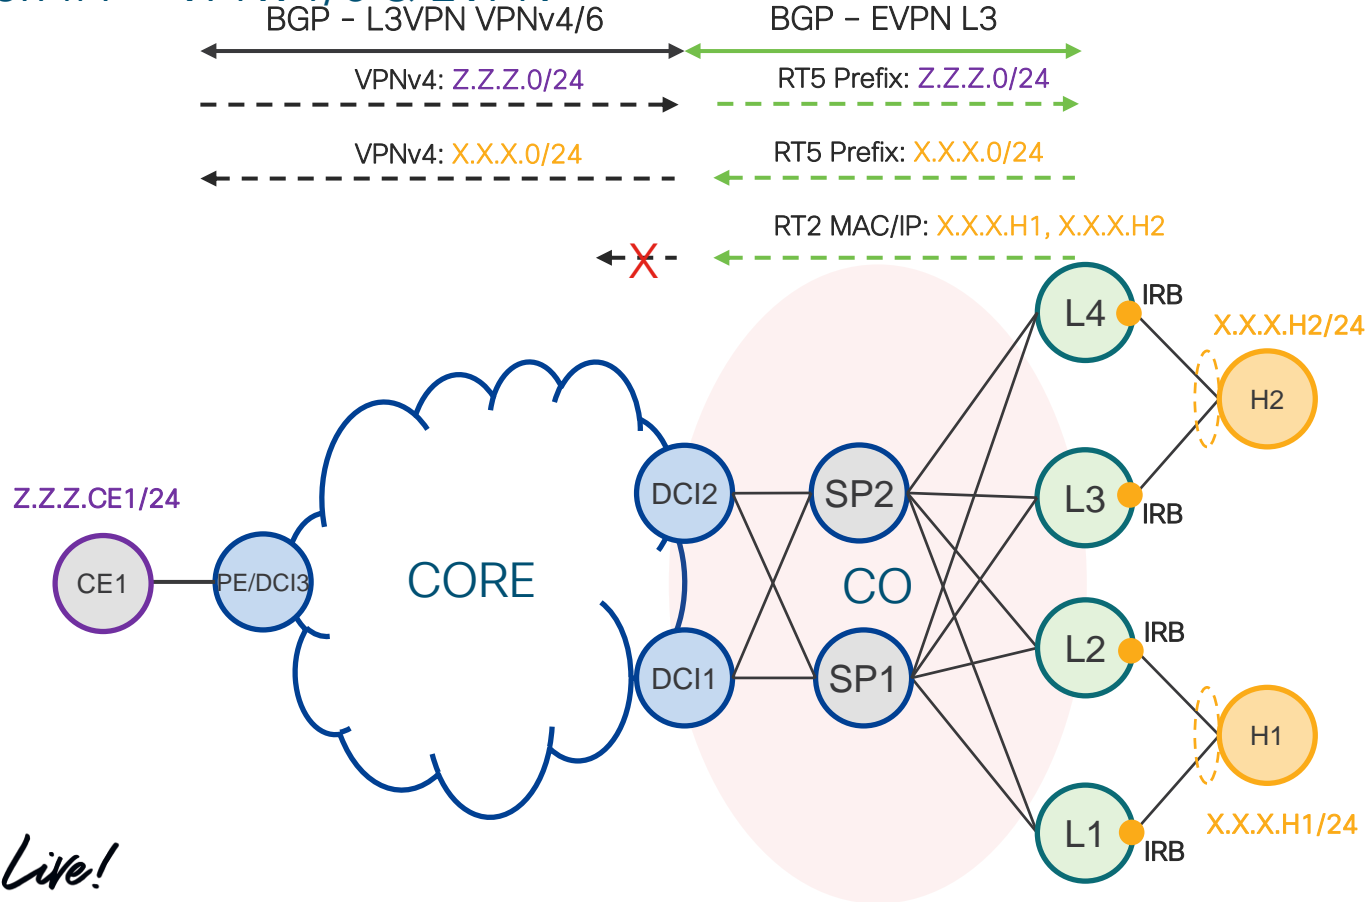 BGP – L3VPN VPNv4/6
BGP – EVPN L3
VPNv4: Z.Z.Z.0/24
RT5 Prefix: Z.Z.Z.0/24
VPNv4: X.X.X.0/24
RT5 Prefix: X.X.X.0/24
RT2 MAC/IP: X.X.X.H1, X.X.X.H2
X
L4
IRB
X.X.X.H2/24
H2
DCI2
SP2
L3
IRB
Z.Z.Z.CE1/24
CE1
PE/DCI3
CORE
CO
L2
IRB
DCI1
SP1
H1
L1
IRB
X.X.X.H1/24
Live!